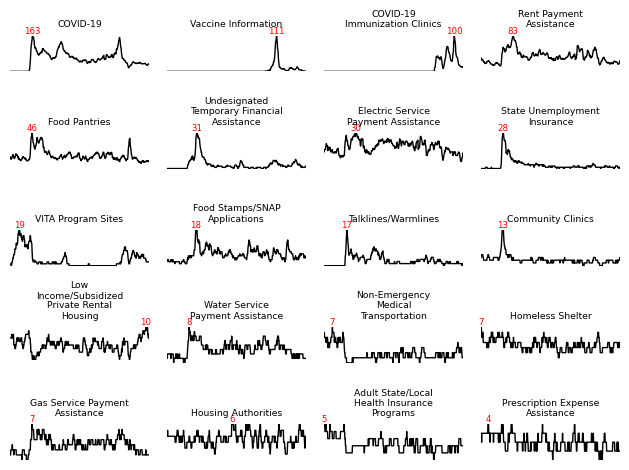 COVID-19
163
Vaccine Information
111
COVID-19
Immunization Clinics
100
Rent Payment
Assistance
83
Food Pantries
46
Undesignated
Temporary Financial
Assistance
31
Electric Service
Payment Assistance
30
State Unemployment
Insurance
28
VITA Program Sites
19
Food Stamps/SNAP
Applications
18
Talklines/Warmlines
17
Community Clinics
13
Low
Income/Subsidized
Private Rental
Housing
10
Water Service
Payment Assistance
8
Non-Emergency
Medical
Transportation
7
Homeless Shelter
7
Gas Service Payment
Assistance
7
Housing Authorities
6
Adult State/Local
Health Insurance
Programs
5
Prescription Expense
Assistance
4